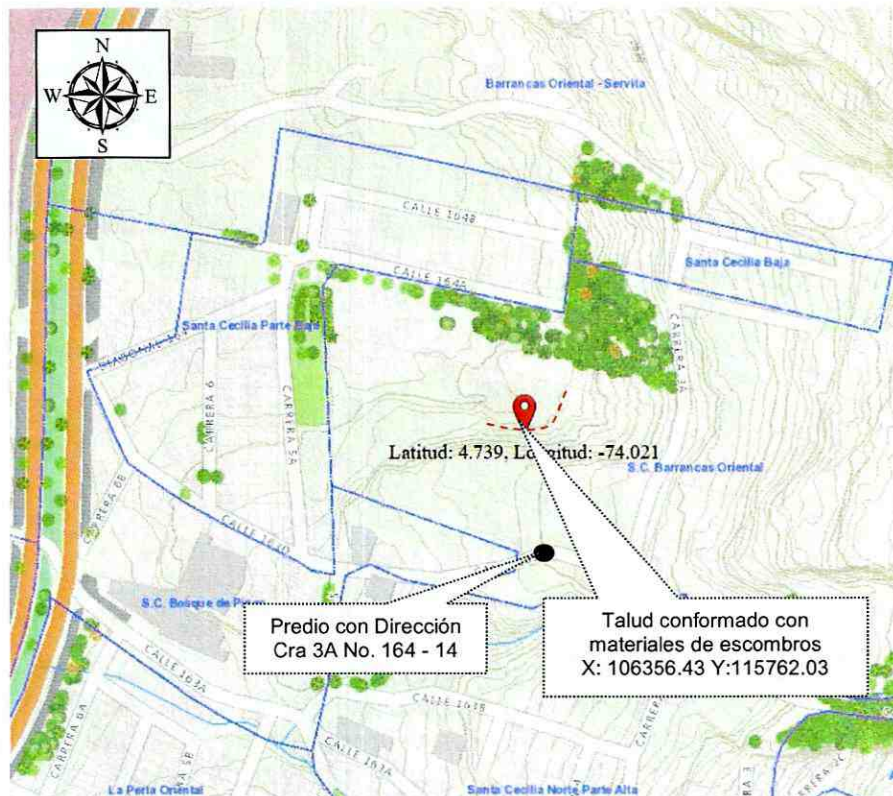 N
W E
S
Barrancas Oriental - Servita
CALLE 164B
Santa Cecilia Baja
CALLE 164A
Santa Cecilia Parte Baja
CARRERA 3A
CARRERA 6
CARRERA 5A
Latitud: 4.739, Longitud: -74.021
S.C. Barrancas Oriental
CARRERA 6B
S.C. Bosque de Pinos
Predio con Dirección
Cra 3A No. 164 - 14
Talud conformado con
materiales de escombros
X: 106356.43 Y:115762.03
CALLE 163A
CALLE 163B
CARRERA 6A
CALLE 163A
CARRERA 3
La Perla Oriental
Santa Cecilia Norte Parte Alta